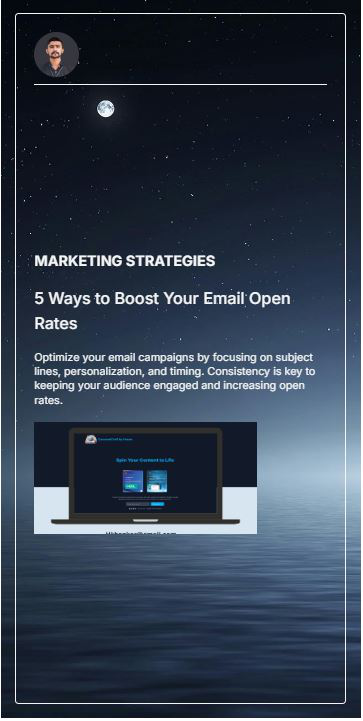 MARKETING STRATEGIES
5 Ways to Boost Your Email Open
Rates
Optimize your email campaigns by focusing on subject
lines, personalization, and timing. Consistency is key to
keeping your audience engaged and increasing open
rates.
Spin Your Content to Life